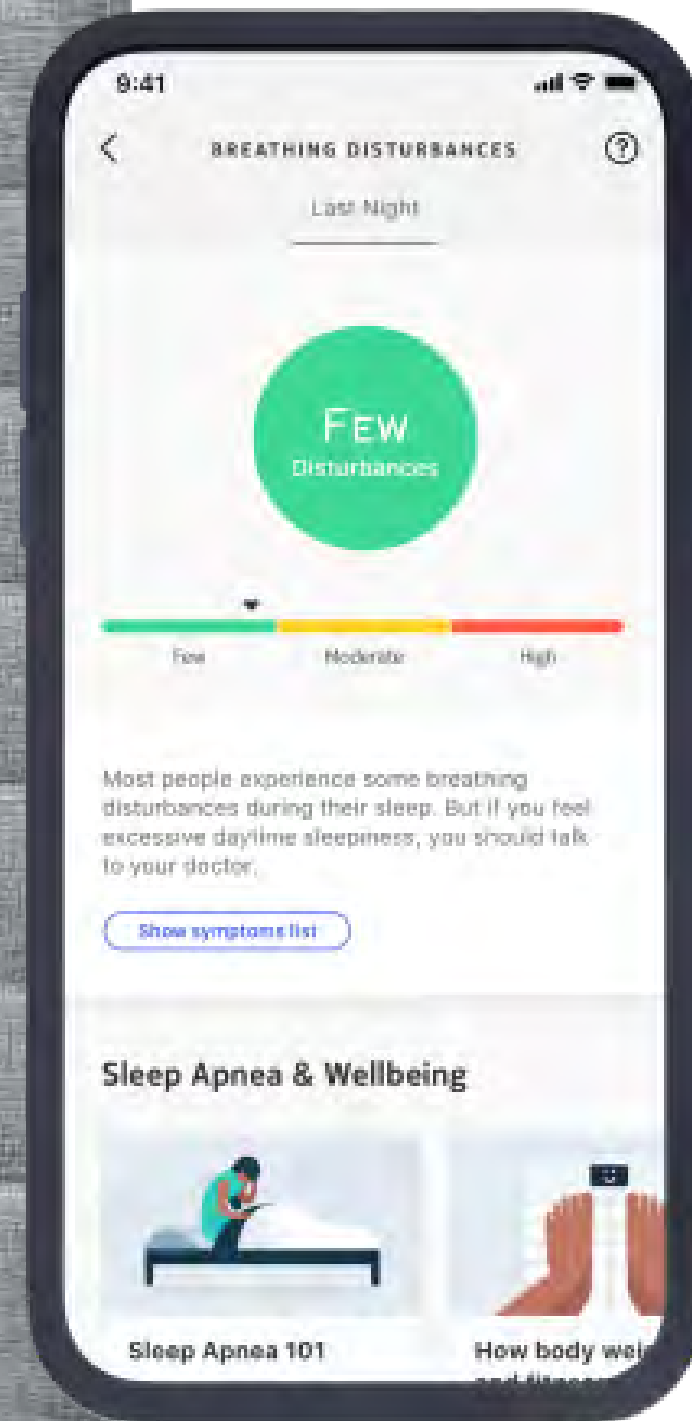 9:41
BREATHING DISTURBANCES
?
Last Night
FEW
Disturbances
Few
Moderate
High
Most people experience some breathing
disturbances during their sleep. But if you feel
excessive daytime sleepiness, you should talk
to your doctor.
Show symptoms list
Sleep Apnea & Wellbeing
Sleep Apnea 101
How body wei
and fitness